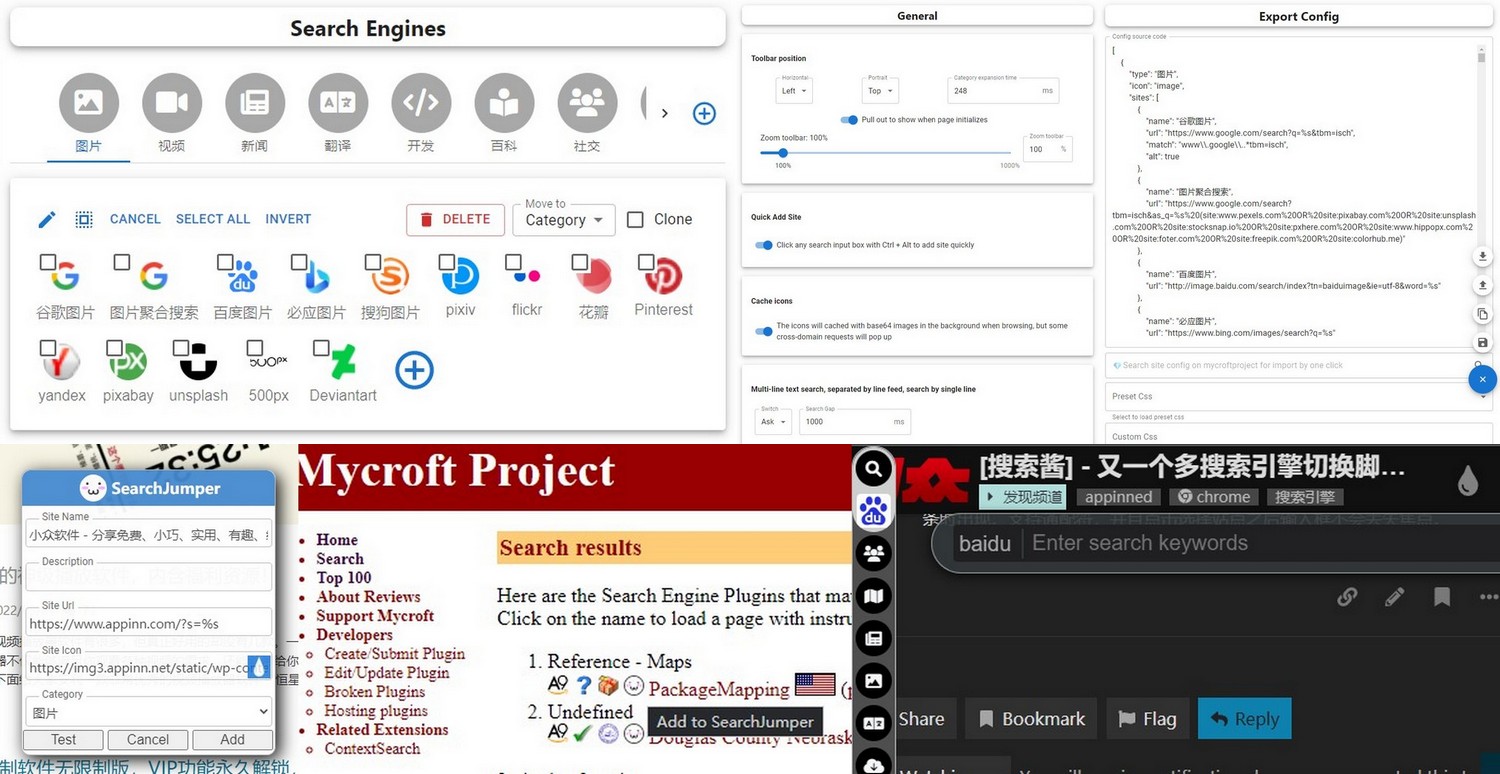 Search Engines
图片
视频
新闻
翻译
开发
百科
社交
CANCEL
SELECT ALL
INVERT
DELETE
Move to
Category
Clone
谷歌图片
图片聚合搜索
百度图片
必应图片
搜狗图片
pixiv
flickr
花瓣
Pinterest
yandex
pixabay
unsplash
500px
Deviantart
General
Toolbar position
Horizontal
Left
Portrait
Top
Category expansion time
248
ms
Pull out to show when page initializes
Zoom toolbar: 100%
100%
1000%
Zoom toolbar
100
%
Quick Add Site
Click any search input box with Ctrl + Alt to add site quickly
Cache icons
The icons will cached with base64 images in the background when browsing, but some
cross-domain requests will pop up
Multi-line text search, separated by line feed, search by single line
Switch
Ask
Search Gap
1000
ms
Export Config
Config source code
[
{
"type": "图片",
"icon": "image",
"sites": [
{
"name": "谷歌图片",
"url": "https://www.google.com/search?q=%s&tbm=isch",
"match": "www\\.google\\..*tbm=isch",
"alt": true
},
{
"name": "图片聚合搜索",
"url": "https://www.google.com/search?
tbm=isch&as_q=%s%20(site:www.pexels.com%20OR%20site:pixabay.com%20OR%20site:unsplash
.com%20OR%20site:stocksnap.io%20OR%20site:pxhere.com%20OR%20site:www.hippopx.com%2
0OR%20site:foter.com%20OR%20site:freepik.com%20OR%20site:colorhub.me)"
},
{
"name": "百度图片",
"url": "http://image.baidu.com/search/index?tn=baiduimage&ie=utf-8&word=%s"
},
{
"name": "必应图片",
"url": "https://www.bing.com/images/search?q=%s"
Search site config on mycroftproject for import by one click
Preset Css
Select to load preset css
Custom Css
SearchJumper
Site Name
小众软件 - 分享免费、小巧、实用、有趣、
Description
Site Url
https://www.appinn.com/?s=%s
Site Icon
https://img3.appinn.net/static/wp-con
Category
图片
Test
Cancel
Add
制软件无限制版，VIP功能永久解锁，
Mycroft Project
Home
Search
Top 100
About Reviews
Support Mycroft
Developers
Create/Submit Plugin
Edit/Update Plugin
Broken Plugins
Hosting plugins
Related Extensions
ContextSearch
Search results
Here are the Search Engine Plugins that ma
Click on the name to load a page with instru
1. Reference - Maps
PackageMapping (p
2. Undefined
Douglas County Nebrask
Add to SearchJumper
[搜索酱] - 又一个多搜索引擎切换脚...
发现频道
appinned
chrome
搜索引擎
baidu
Enter search keywords
Share
Bookmark
Flag
Reply